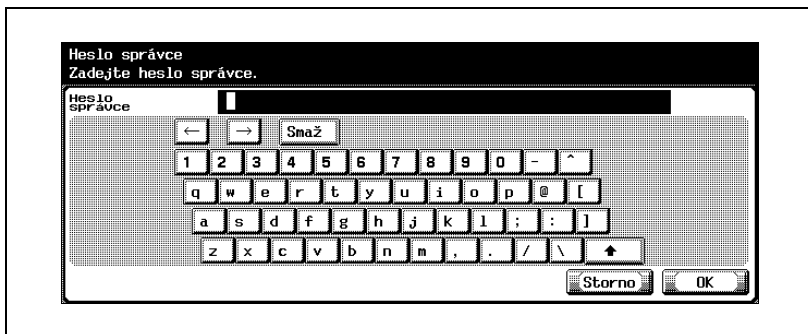 Heslo správce
Zadejte heslo správce.
Heslo
správce
← → Smaž
1 2 3 4 5 6 7 8 9 0 - ^
q w e r t y u i o p @ [
a s d f g h j k l ; : ]
z x c v b n m , . / \ ↑
Storno OK